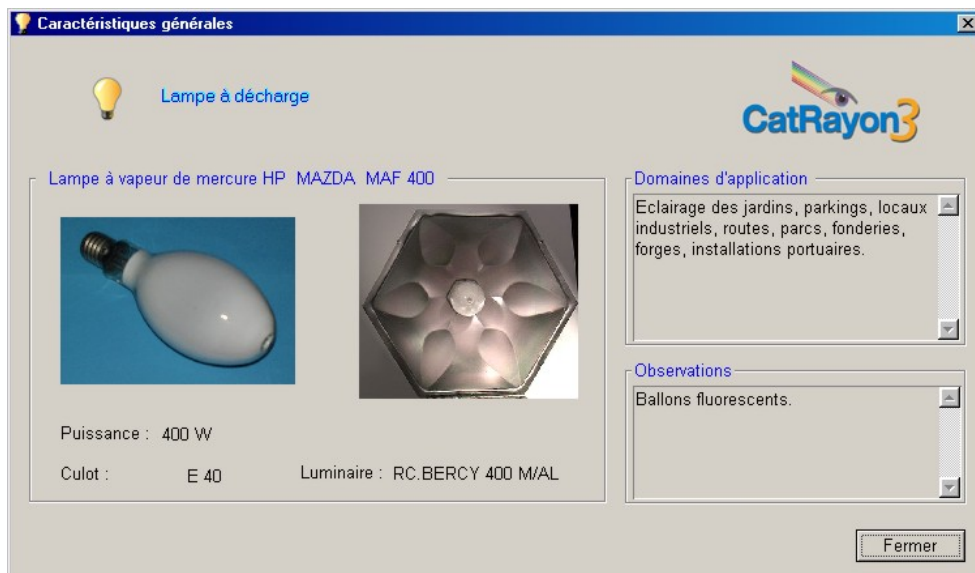 Caractéristiques générales
Lampe à décharge
CatRayon3
Lampe à vapeur de mercure HP MAZDA MAF 400
Puissance : 400 W
Culot : E 40
Luminaire : RC.BERCY 400 M/AL
Domaines d'application
Eclairage des jardins, parkings, locaux
industriels, routes, parcs, fonderies,
forges, installations portuaires.
Observations
Ballons fluorescents.
Fermer